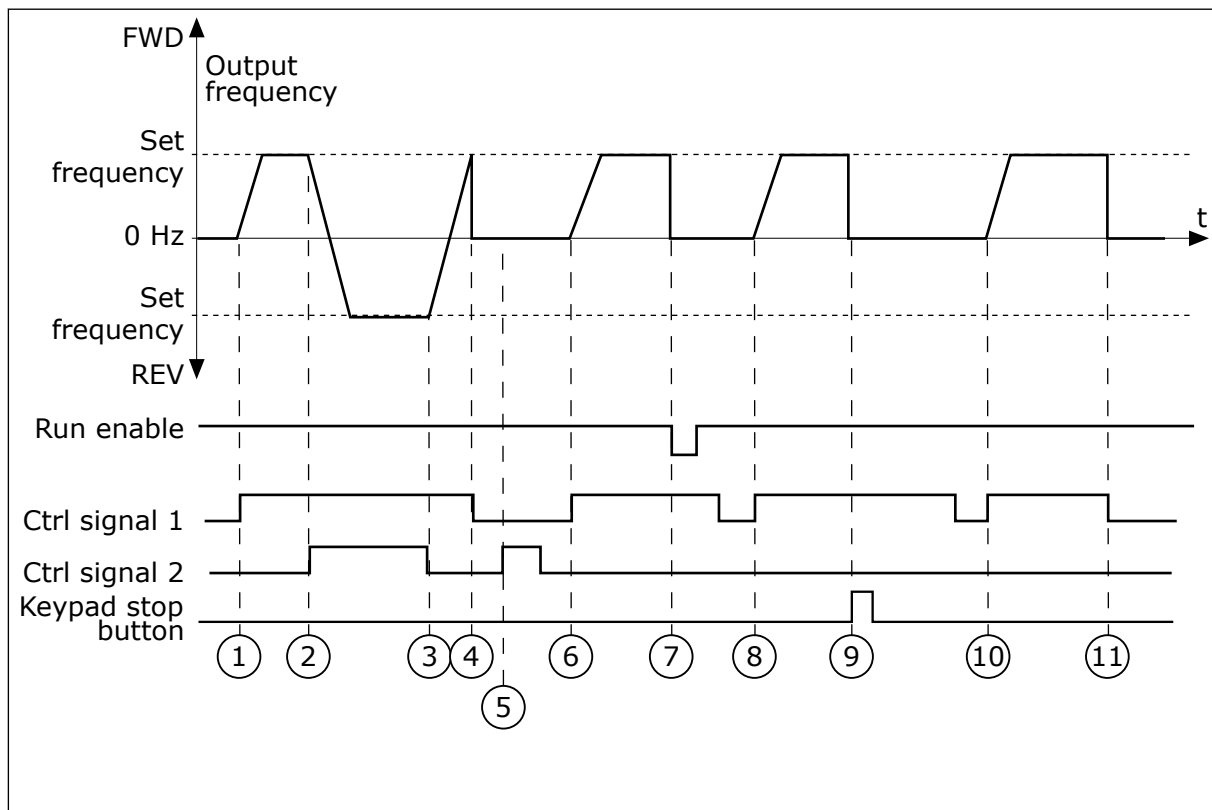 FWD
Output
frequency
Set
frequency
0 Hz
t
Set
frequency
REV
Run enable
Ctrl signal 1
Ctrl signal 2
Keypad stop
button
1 2 3 4 6 7 8 9 10 11
5